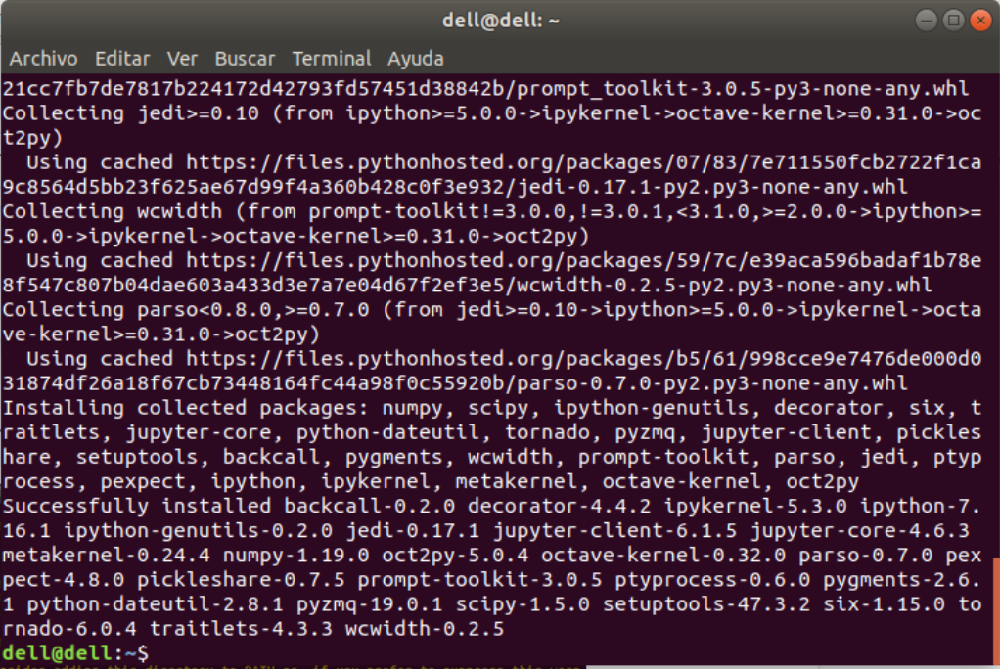 dell@dell: ~
Archivo Editar Ver Buscar Terminal Ayuda
21cc7fb7de7817b224172d42793fd57451d38842b/prompt_toolkit-3.0.5-py3-none-any.whl
Collecting jedi>=0.10 (from ipython>=5.0.0->ipykernel->octave-kernel>=0.31.0->oc
t2py)
  Using cached https://files.pythonhosted.org/packages/07/83/7e711550fcb2722f1ca
9c8564d5bb23f625ae67d99f4a360b428c0f3e932/jedi-0.17.1-py2.py3-none-any.whl
Collecting wcwidth (from prompt-toolkit!=3.0.0,!=3.0.1,<3.1.0,>=2.0.0->ipython>=
5.0.0->ipykernel->octave-kernel>=0.31.0->oct2py)
  Using cached https://files.pythonhosted.org/packages/59/7c/e39aca596badaf1b78e
8f547c807b04dae603a433d3e7a7e04d67f2ef3e5/wcwidth-0.2.5-py2.py3-none-any.whl
Collecting parso<0.8.0,>=0.7.0 (from jedi>=0.10->ipython>=5.0.0->ipykernel->octa
ve-kernel>=0.31.0->oct2py)
  Using cached https://files.pythonhosted.org/packages/b5/61/998cce9e7476de000d0
31874df26a18f67cb73448164fc44a98f0c55920b/parso-0.7.0-py2.py3-none-any.whl
Installing collected packages: numpy, scipy, ipython-genutils, decorator, six, t
raitlets, jupyter-core, python-dateutil, tornado, pyzmq, jupyter-client, pickles
hare, setuptools, backcall, pygments, wcwidth, prompt-toolkit, parso, jedi, ptyp
rocess, pexpect, ipython, ipykernel, metakernel, octave-kernel, oct2py
Successfully installed backcall-0.2.0 decorator-4.4.2 ipykernel-5.3.0 ipython-7.
16.1 ipython-genutils-0.2.0 jedi-0.17.1 jupyter-client-6.1.5 jupyter-core-4.6.3
metakernel-0.24.4 numpy-1.19.0 oct2py-5.0.4 octave-kernel-0.32.0 parso-0.7.0 pex
pect-4.8.0 pickleshare-0.7.5 prompt-toolkit-3.0.5 ptyprocess-0.6.0 pygments-2.6.
1 python-dateutil-2.8.1 pyzmq-19.0.1 scipy-1.5.0 setuptools-47.3.2 six-1.15.0 to
rnado-6.0.4 traitlets-4.3.3 wcwidth-0.2.5
dell@dell:~$